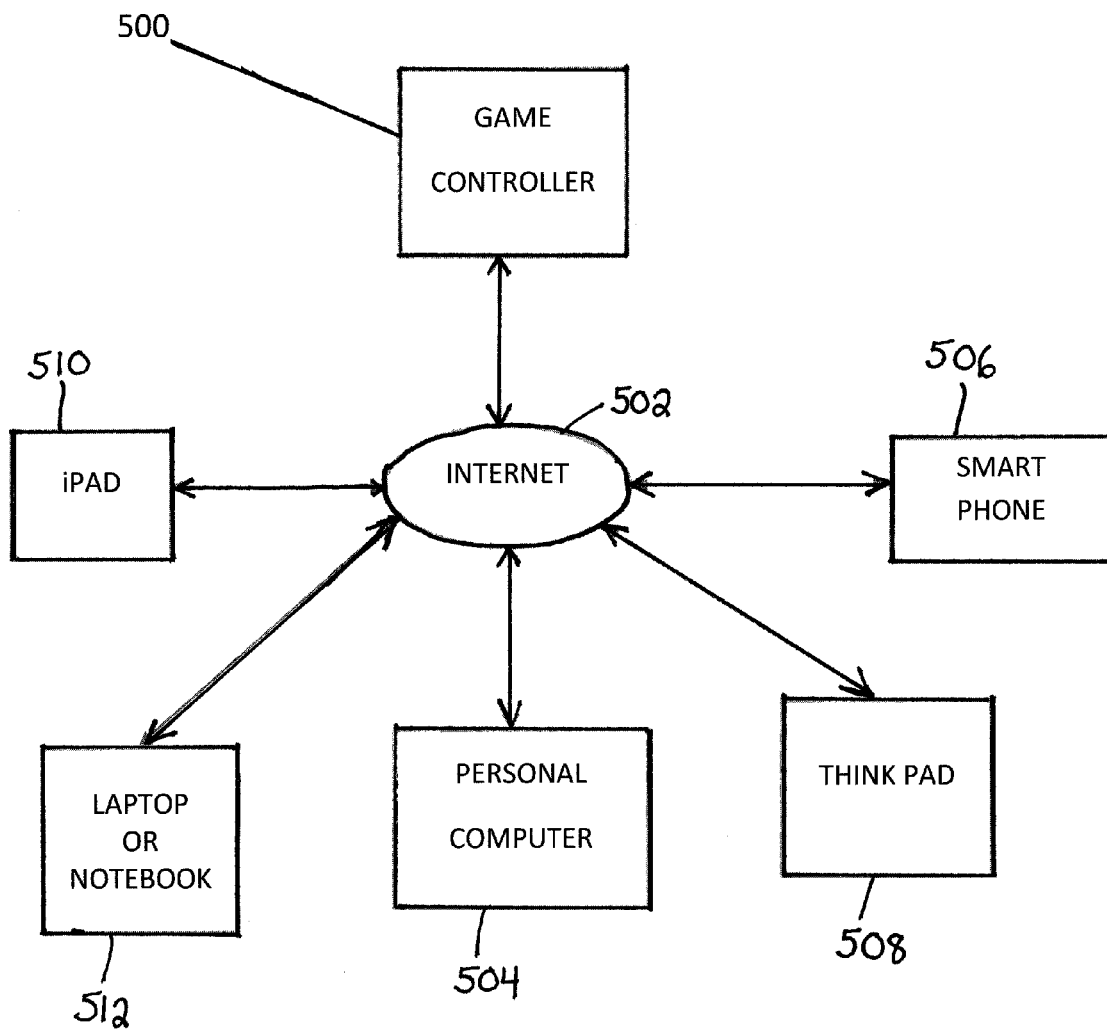 500
GAME
CONTROLLER
510
506
502
iPAD
INTERNET
SMART
PHONE
LAPTOP
OR
NOTEBOOK
PERSONAL
COMPUTER
THINK PAD
512
504
508